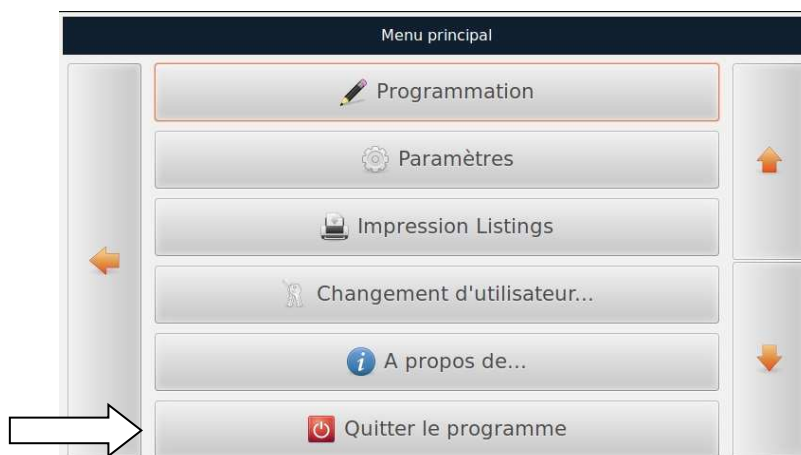 Menu principal
Programmation
Paramètres
Impression Listings
Changement d'utilisateur...
A propos de...
Quitter le programme